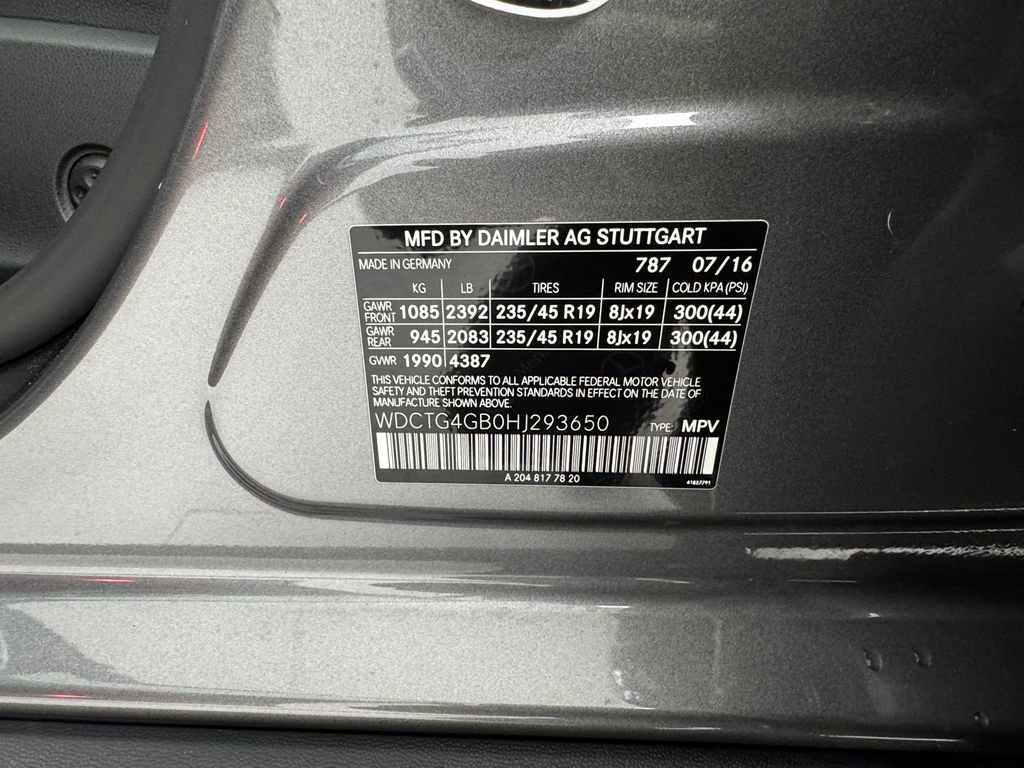 MFD BY DAIMLER AG STUTTGART
MADE IN GERMANY 787 07/16
KG LB TIRES RIM SIZE COLD KPA (PSI)
GAWR FRONT 1085 2392 235/45 R19 8Jx19 300(44)
GAWR REAR 945 2083 235/45 R19 8Jx19 300(44)
GVWR 1990 4387
THIS VEHICLE CONFORMS TO ALL APPLICABLE FEDERAL MOTOR VEHICLE
SAFETY AND THEFT PREVENTION STANDARDS IN EFFECT ON THE DATE OF
MANUFACTURE SHOWN ABOVE.
WDCTG4GB0HJ293650 TYPE: MPV
A 204 817 78 20 41827791